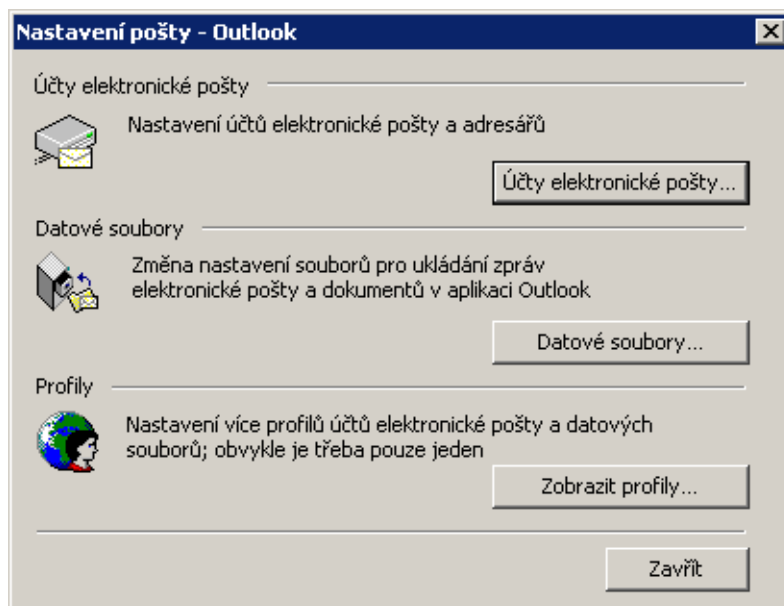 Nastavení pošty - Outlook
Účty elektronické pošty
Nastavení účtů elektronické pošty a adresářů
Účty elektronické pošty...
Datové soubory
Změna nastavení souborů pro ukládání zpráv
elektronické pošty a dokumentů v aplikaci Outlook
Datové soubory...
Profily
Nastavení více profilů účtů elektronické pošty a datových
souborů; obvykle je třeba pouze jeden
Zobrazit profily...
Zavřít